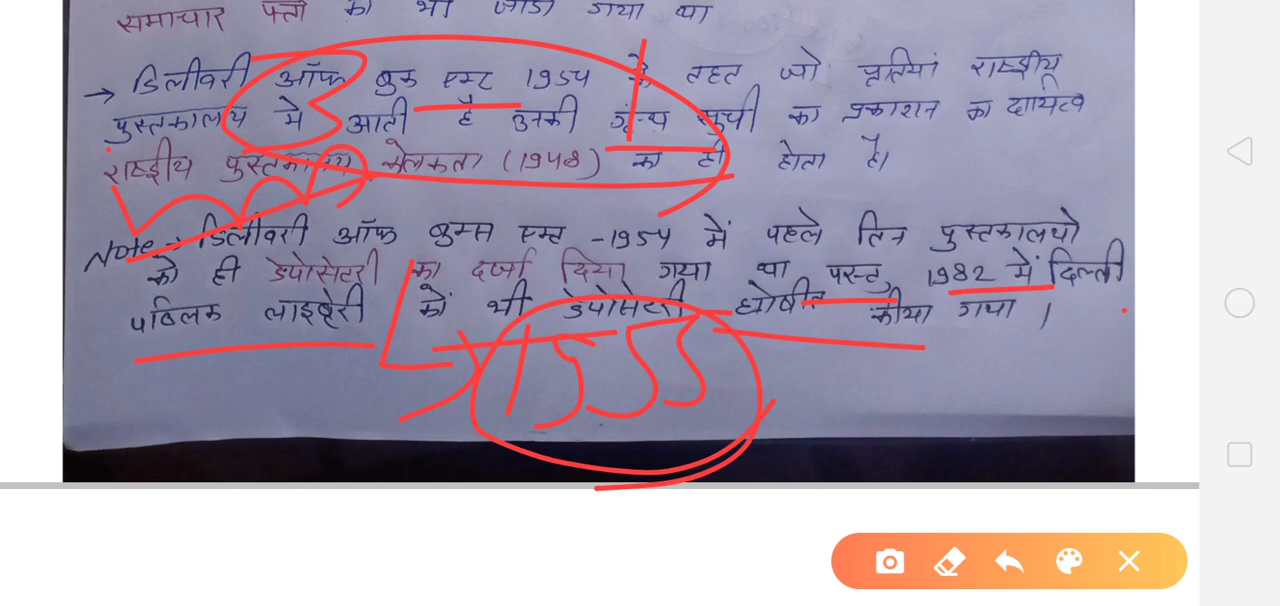 समाचार पत्रो को भी जोडा गया था
→ डिलीवरी ऑफ बुक एक्ट 1954 के तहत जो प्रतियां राष्ट्रीय
पुस्तकालय मे आती है उनकी ग्रंन्थ सुची का प्रकाशन का दायित्व
राष्ट्रीय पुस्तकालय कोलकता (1948) का ही होता है।
Note :- डिलीवरी ऑफ बुक्स एक्ट -1954 में पहले तिन पुस्तकालयो
को ही डेपोसेटरी का दर्जा दिया गया था परन्तु 1982 में दिल्ली
पब्लिक लाइब्रेरी को भी डेपोसेटरी घोषीत कीया गया ।